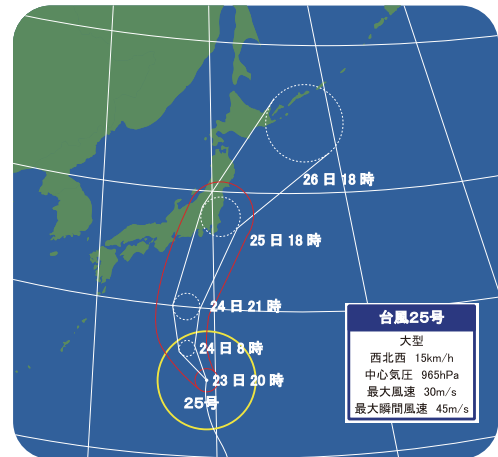 26日18時
25日18時
24日21時
24日8時
23日20時
25号
台風25号
大型
西北西 15km/h
中心気圧 965hPa
最大風速 30m/s
最大瞬間風速 45m/s